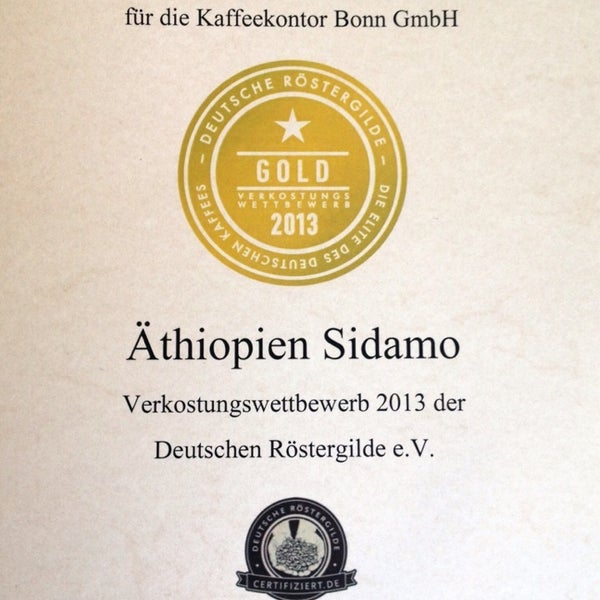 für die Kaffeekontor Bonn GmbH
DEUTSCHE RÖSTERGILDE
GOLD
VERKOSTUNGS
WETTBEWERB
2013
DIE ELITE DES DEUTSCHEN KAFFEES
Äthiopien Sidamo
Verkostungswettbewerb 2013 der
Deutschen Röstergilde e.V.
DEUTSCHE RÖSTERGILDE
CERTIFIZIERT.DE